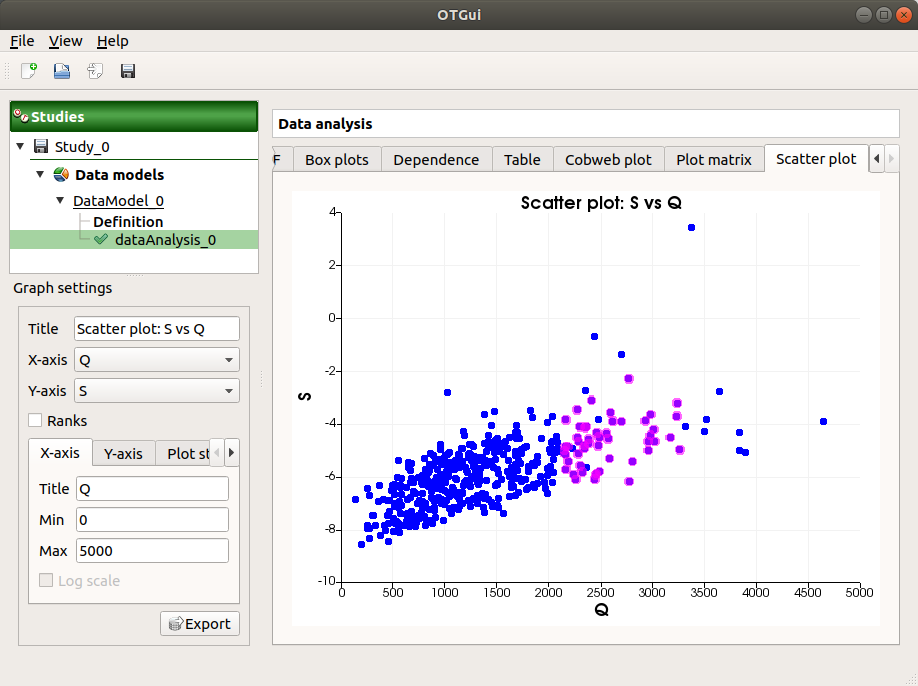 OTGui
File View Help
Studies
Study_0
Data models
DataModel_0
Definition
dataAnalysis_0
Graph settings
Title Scatter plot: S vs Q
X-axis Q
Y-axis S
Ranks
X-axis Y-axis Plot st
Title Q
Min 0
Max 5000
Log scale
Export
Data analysis
F Box plots Dependence Table Cobweb plot Plot matrix Scatter plot
Scatter plot: S vs Q
4
2
0
-2
-4
-6
-8
-10
S
0 500 1000 1500 2000 2500 3000 3500 4000 4500 5000
Q